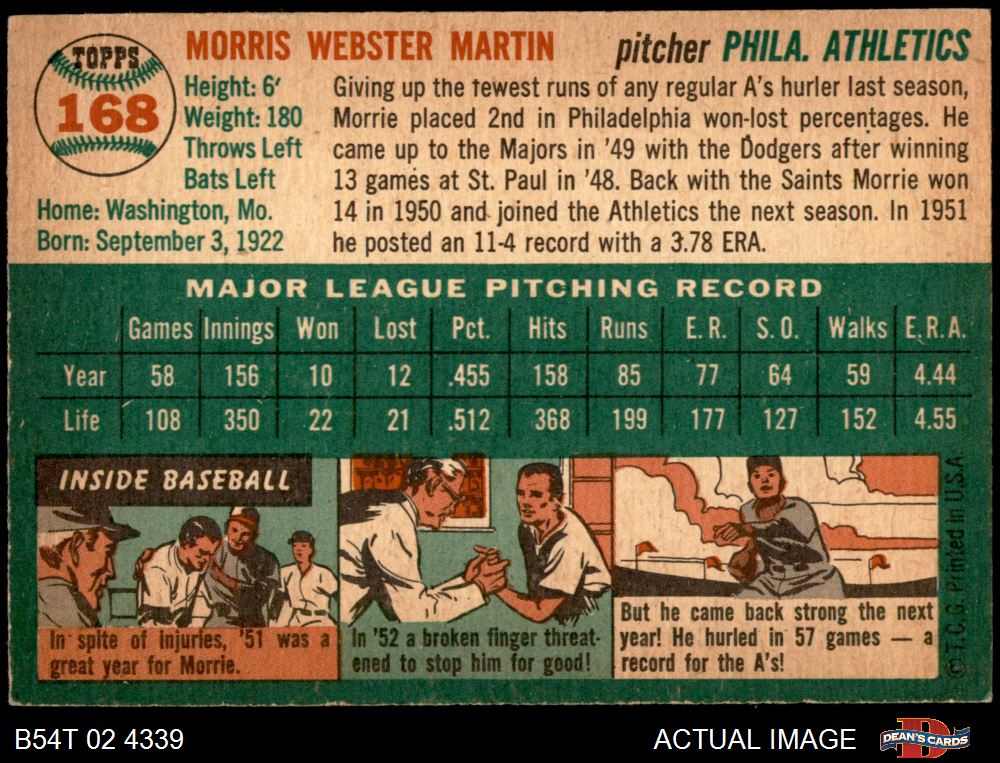 TOPPS
168
MORRIS WEBSTER MARTIN
pitcher PHILA. ATHLETICS
Height: 6'
Weight: 180
Throws Left
Bats Left
Home: Washington, Mo.
Born: September 3, 1922
Giving up the fewest runs of any regular A's hurler last season,
Morrie placed 2nd in Philadelphia won-lost percentages. He
came up to the Majors in '49 with the Dodgers after winning
13 games at St. Paul in '48. Back with the Saints Morrie won
14 in 1950 and joined the Athletics the next season. In 1951
he posted an 11-4 record with a 3.78 ERA.
MAJOR LEAGUE PITCHING RECORD
Games Innings Won Lost Pct. Hits Runs E.R. S.O. Walks E.R.A.
Year 58 156 10 12 .455 158 85 77 64 59 4.44
Life 108 350 22 21 .512 368 199 177 127 152 4.55
INSIDE BASEBALL
In spite of injuries, '51 was a
great year for Morrie.
In '52 a broken finger threat-
ened to stop him for good!
But he came back strong the next
year! He hurled in 57 games — a
record for the A's!
© T.C.G. Printed in U.S.A.
B54T 02 4339
ACTUAL IMAGE
D
DEAN'S CARDS